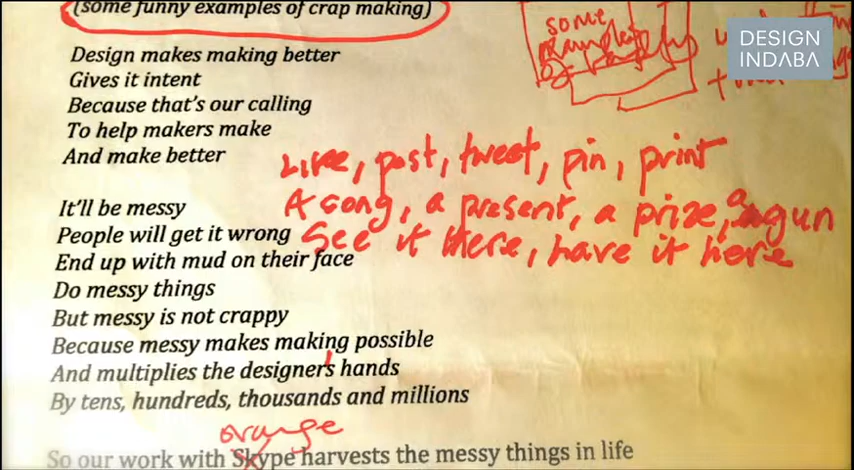 (some funny examples of crap making)
some
examples
of
DESIGN
INDABA
Design makes making better
Gives it intent
Because that's our calling
To help makers make
And make better
Like, post, tweet, pin, print
A song, a present, a prize, a gun
See it there, have it here
It'll be messy
People will get it wrong
End up with mud on their face
Do messy things
But messy is not crappy
Because messy makes making possible
And multiplies the designer's hands
By tens, hundreds, thousands and millions
orange
So our work with Skype harvests the messy things in life